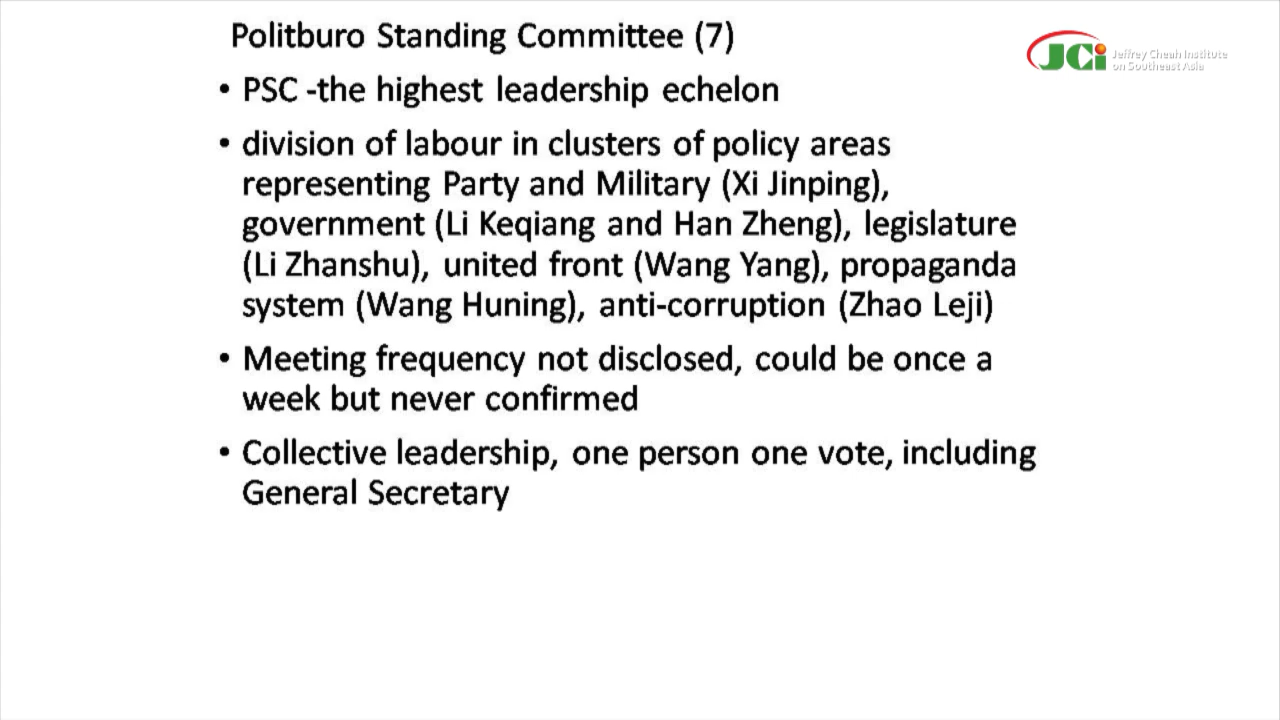 Politburo Standing Committee (7)
JCi Jeffrey Cheah Institute
on Southeast Asia
• PSC -the highest leadership echelon
• division of labour in clusters of policy areas
representing Party and Military (Xi Jinping),
government (Li Keqiang and Han Zheng), legislature
(Li Zhanshu), united front (Wang Yang), propaganda
system (Wang Huning), anti-corruption (Zhao Leji)
• Meeting frequency not disclosed, could be once a
week but never confirmed
• Collective leadership, one person one vote, including
General Secretary